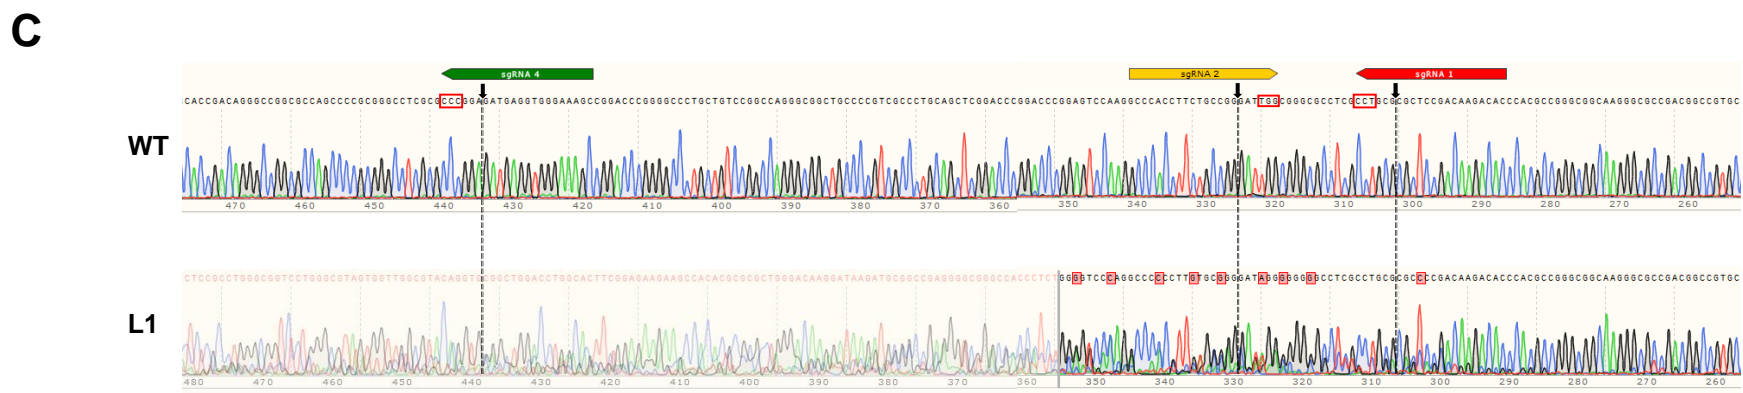 C
sgRNA 4
sgRNA 2
sgRNA 1
CACCGACAGGGCCGGCGCCAGCCCCGCGGGCCTCGCGCCCGGAGATGAGGTGGGAAAGCCGGACCCGGGGCCCTGCTGTCCGGCCAGGGCGGCTGCCCCGTCGCCCTGCAGCTCGGACCCGGACCCGGAGTCCAAGGCCCACCTTCTGCCGGGATTGGCGGGCGCCTCGCCTGCGCGCTCCGACAAGACACCCACGCCGGGCGGCAAGGGCGCCGACGGCCGTGC
WT
470 460 450 440 430 420 410 400 390 380 370 360 350 340 330 320 310 300 290 280 270 260
CTCCGCCTGGGCGGTCCTGGGCGTAGTGGTTGGCGTACAGGTGCGGCTGGACCTGGCACTTCGGAGAAGAAGCCACACGCGCGCTGGACAAGGATAAGATGCGGCCGAGGGGCGGGCCACCCTCTGGGGTCCCCAGGCCCCCCTTGTGCGGGGATAGGGGGGGGCCTCGCCTGCGCGCCCCGACAAGACACCCACGCCGGGCGGCAAGGGCGCCGACGGCCGTGC
L1
480 470 460 450 440 430 420 410 400 390 380 370 360 350 340 330 320 310 300 290 280 270 260